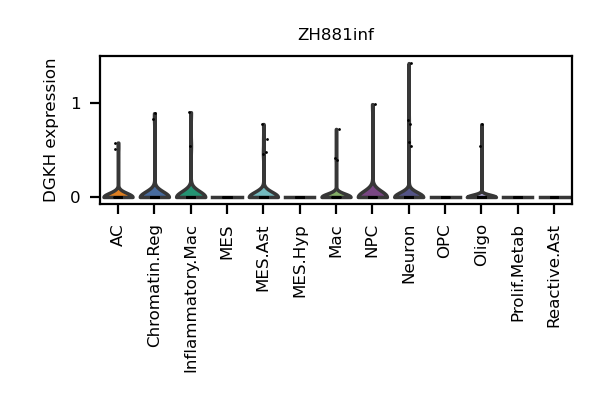 ZH881inf
DGKH expression
1
0
AC
Chromatin.Reg
Inflammatory.Mac
MES
MES.Ast
MES.Hyp
Mac
NPC
Neuron
OPC
Oligo
Prolif.Metab
Reactive.Ast